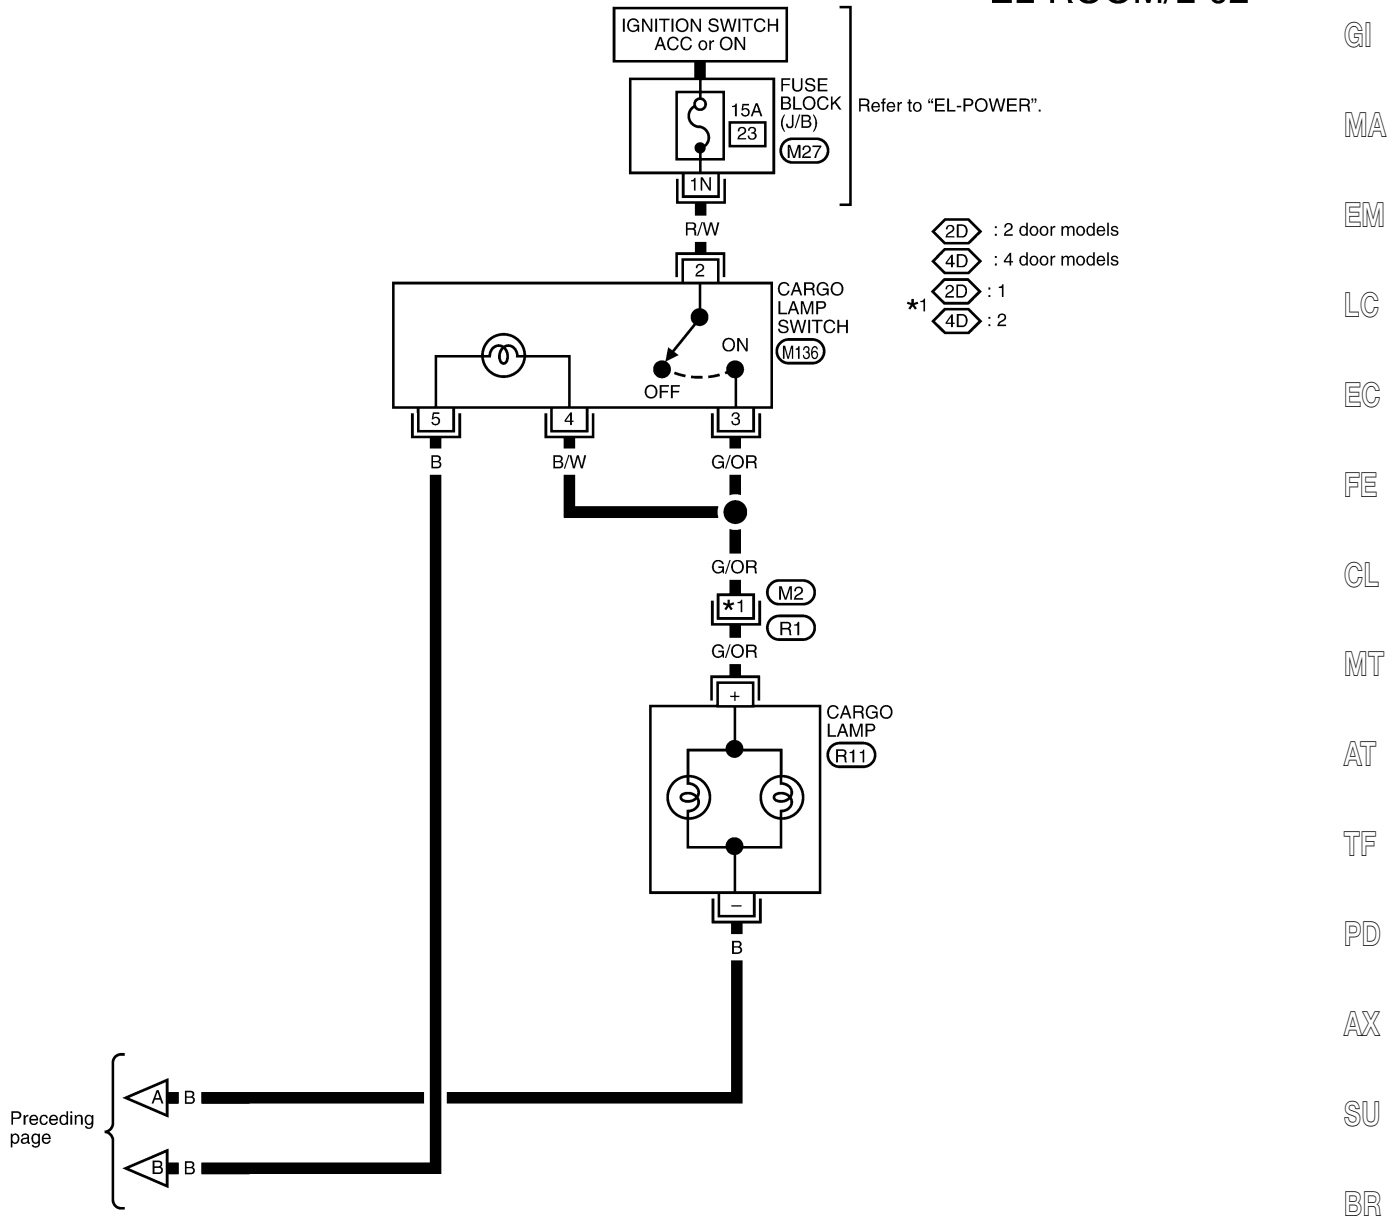 IGNITION SWITCH
ACC or ON
FUSE
BLOCK
(J/B)
M27
15A
23
1N
Refer to “EL-POWER”.
R/W
2D : 2 door models
4D : 4 door models
*1 2D : 1
4D : 2
2
CARGO
LAMP
SWITCH
M136
ON
OFF
5
4
3
B
B/W
G/OR
G/OR
*1
M2
R1
G/OR
+
CARGO
LAMP
R11
–
B
Preceding
page
A B
B B
GI
MA
EM
LC
EC
FE
CL
MT
AT
TF
PD
AX
SU
BR